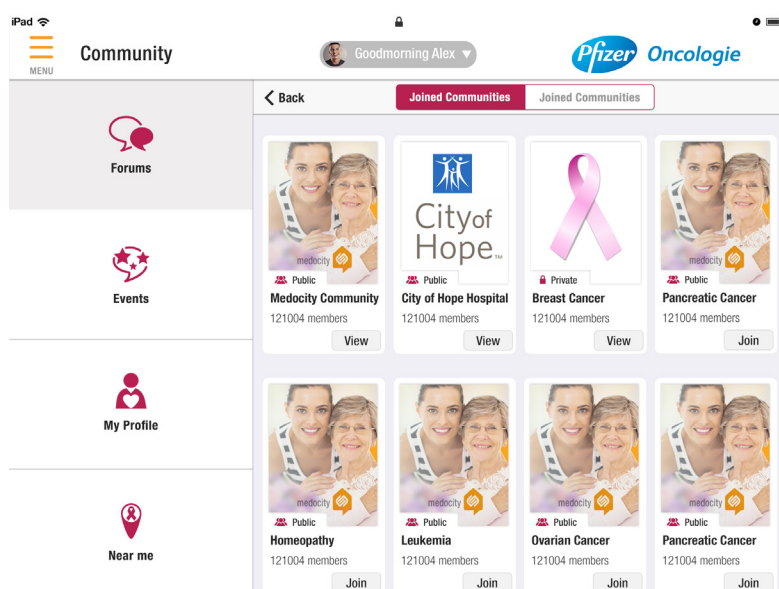 iPad
MENU
Community
Goodmorning Alex
Pfizer Oncologie
Back
Joined Communities
Joined Communities
Forums
Events
My Profile
Near me
medocity
Public
Medocity Community
121004 members
View
City of
Hope™
Public
City of Hope Hospital
121004 members
View
Private
Breast Cancer
121004 members
View
medocity
Public
Pancreatic Cancer
121004 members
Join
medocity
Public
Homeopathy
121004 members
Join
medocity
Public
Leukemia
121004 members
Join
medocity
Public
Ovarian Cancer
121004 members
Join
medocity
Public
Pancreatic Cancer
121004 members
Join